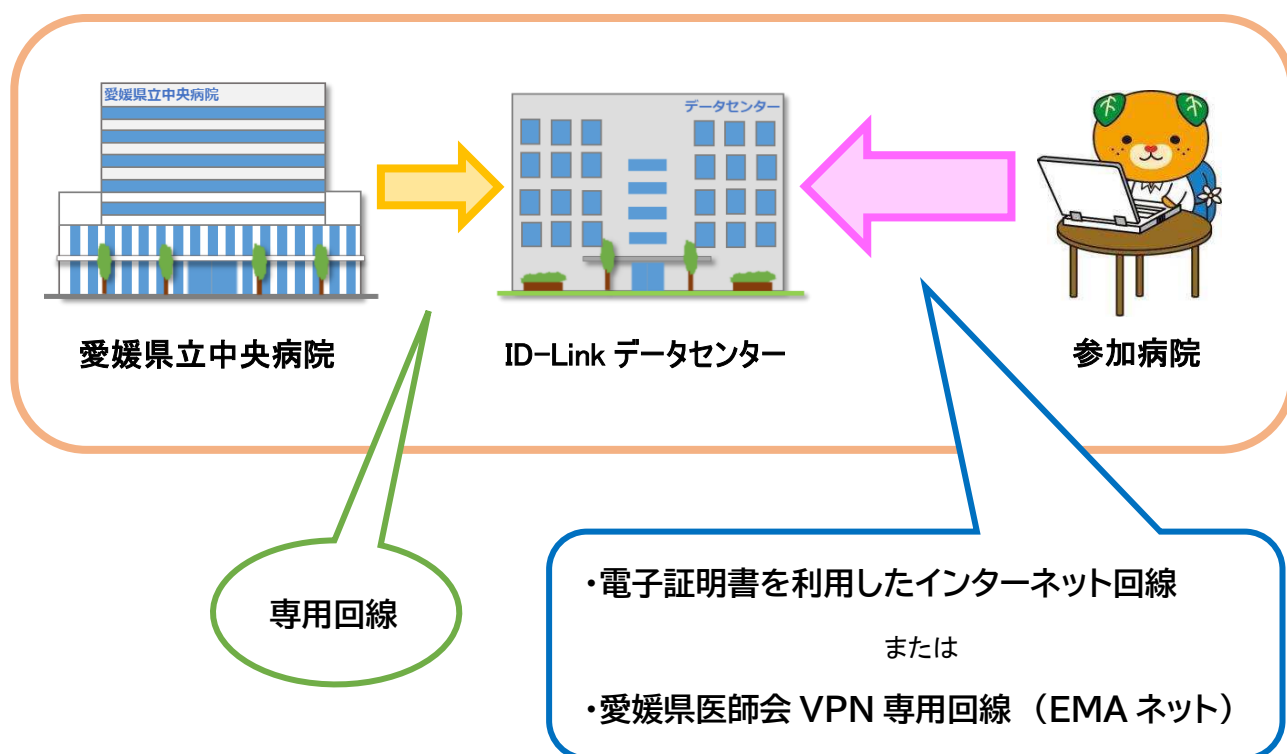 愛媛県立中央病院
データセンター
愛媛県立中央病院
ID-Link データセンター
参加病院
専用回線
・電子証明書を利用したインターネット回線
または
・愛媛県医師会 VPN 専用回線 （EMA ネット）